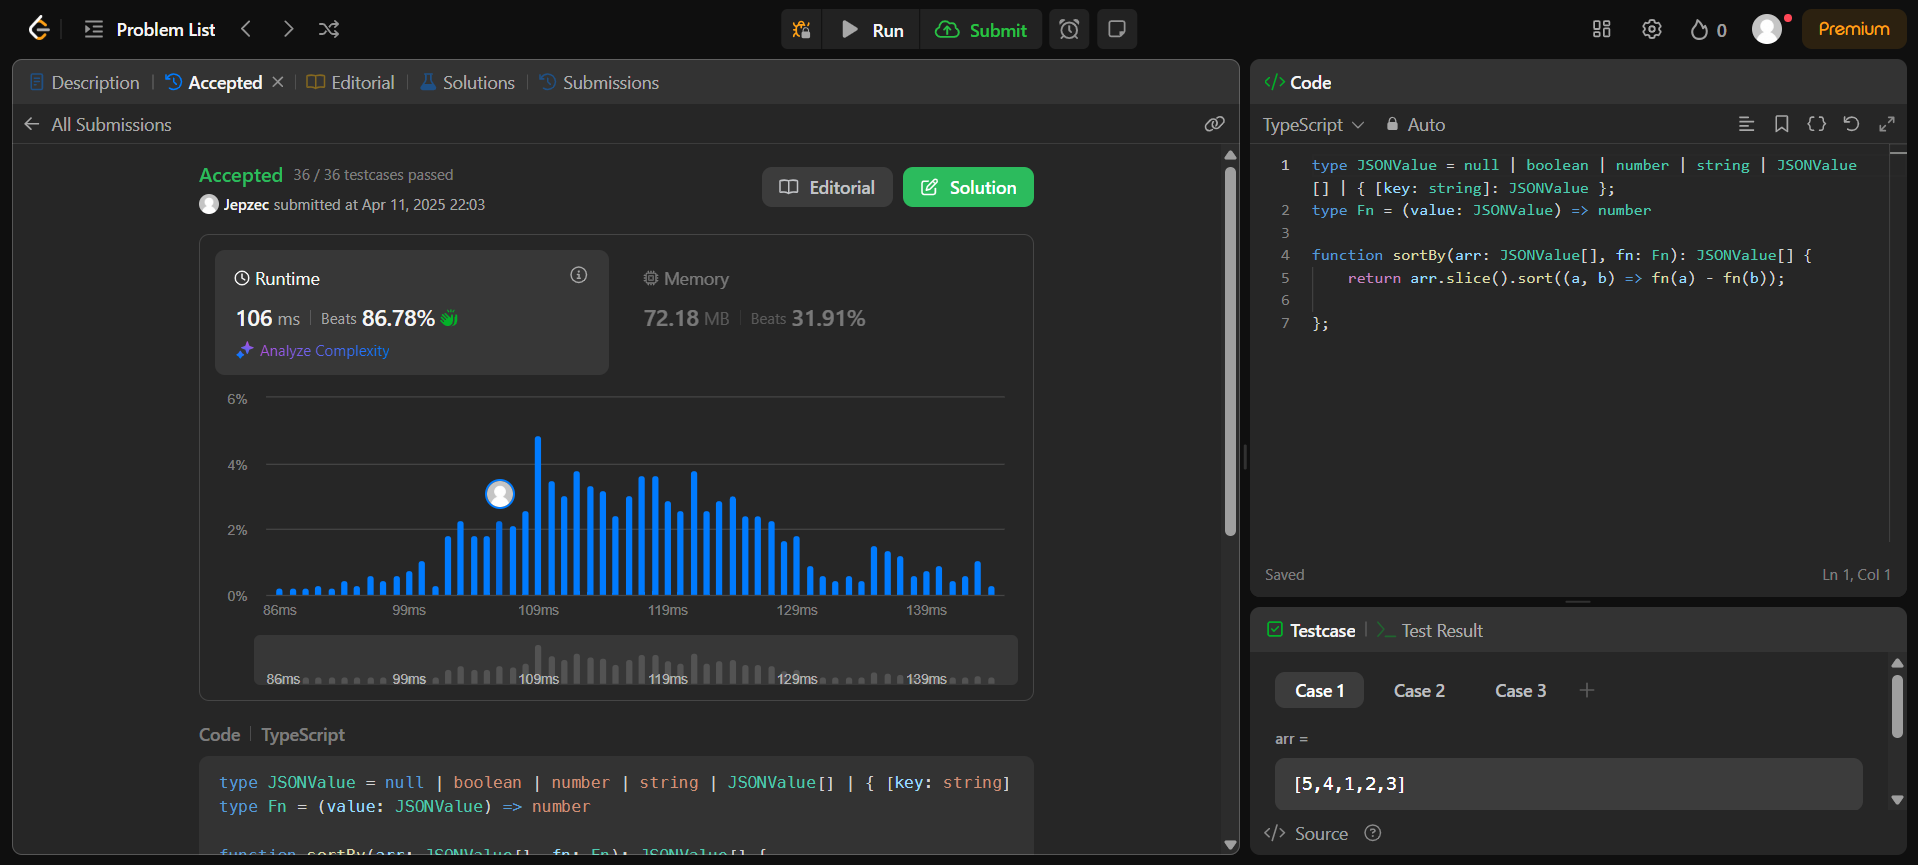 Problem List
Run
Submit
0
Premium
Description
Accepted
Editorial
Solutions
Submissions
All Submissions
Accepted 36 / 36 testcases passed
Jepzec submitted at Apr 11, 2025 22:03
Editorial
Solution
Runtime
106 ms Beats 86.78%
Analyze Complexity
Memory
72.18 MB Beats 31.91%
6%
4%
2%
0%
86ms 99ms 109ms 119ms 129ms 139ms
86ms 99ms 109ms 119ms 129ms 139ms
Code TypeScript
type JSONValue = null | boolean | number | string | JSONValue[] | { [key: string]
type Fn = (value: JSONValue) => number
function sortBy(arr: JSONValue[], fn: Fn): JSONValue[] {
</> Code
TypeScript Auto
1 type JSONValue = null | boolean | number | string | JSONValue
[] | { [key: string]: JSONValue };
2 type Fn = (value: JSONValue) => number
3
4 function sortBy(arr: JSONValue[], fn: Fn): JSONValue[] {
5 return arr.slice().sort((a, b) => fn(a) - fn(b));
6
7 };
Saved
Ln 1, Col 1
Testcase
Test Result
Case 1
Case 2
Case 3
arr =
[5,4,1,2,3]
</> Source